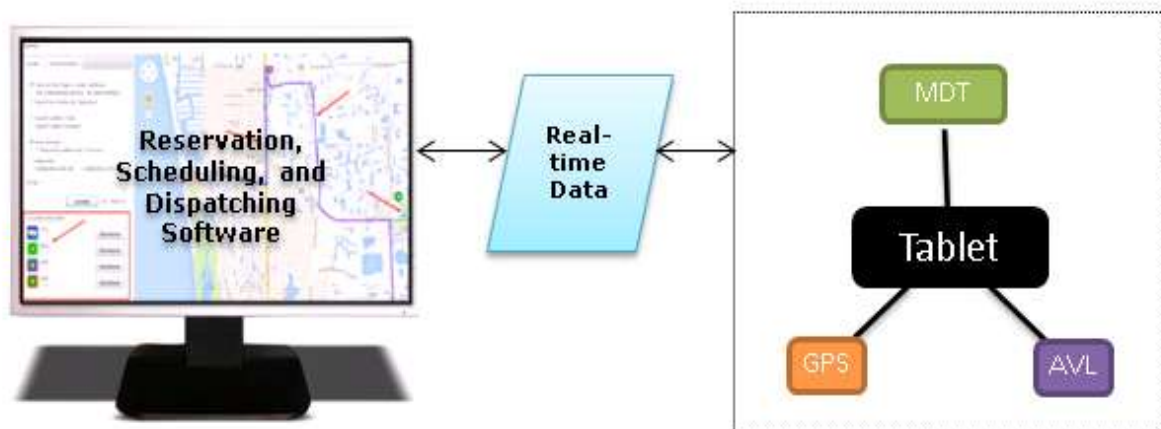 Reservation,
Scheduling, and
Dispatching
Software
Real-
time
Data
MDT
Tablet
GPS
AVL